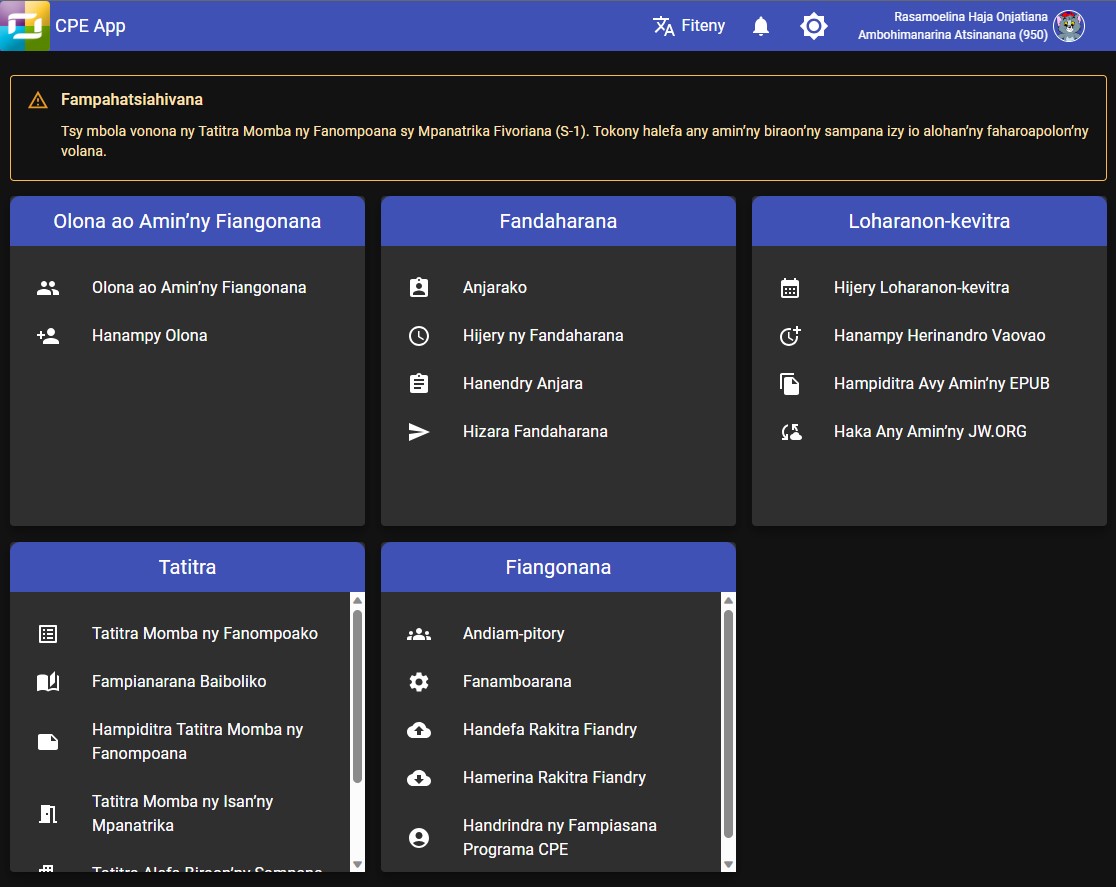 CPE App
Fiteny
Rasamoelina Haja Onjatiana
Ambohimanarina Atsinanana (950)
Fampahatsiahivana
Tsy mbola vonona ny Tatitra Momba ny Fanompoana sy Mpanatrika Fivoriana (S-1). Tokony halefa any amin’ny biraon’ny sampana izy io alohan’ny faharoapolon’ny
volana.
Olona ao Amin’ny Fiangonana
Olona ao Amin’ny Fiangonana
Hanampy Olona
Fandaharana
Anjarako
Hijery ny Fandaharana
Hanendry Anjara
Hizara Fandaharana
Loharanon-kevitra
Hijery Loharanon-kevitra
Hanampy Herinandro Vaovao
Hampiditra Avy Amin’ny EPUB
Haka Any Amin’ny JW.ORG
Tatitra
Tatitra Momba ny Fanompoako
Fampianarana Baiboliko
Hampiditra Tatitra Momba ny
Fanompoana
Tatitra Momba ny Isan’ny
Mpanatrika
Tatitra Alefa Biraon’ny Sampana
Fiangonana
Andiam-pitory
Fanamboarana
Handefa Rakitra Fiandry
Hamerina Rakitra Fiandry
Handrindra ny Fampiasana
Programa CPE